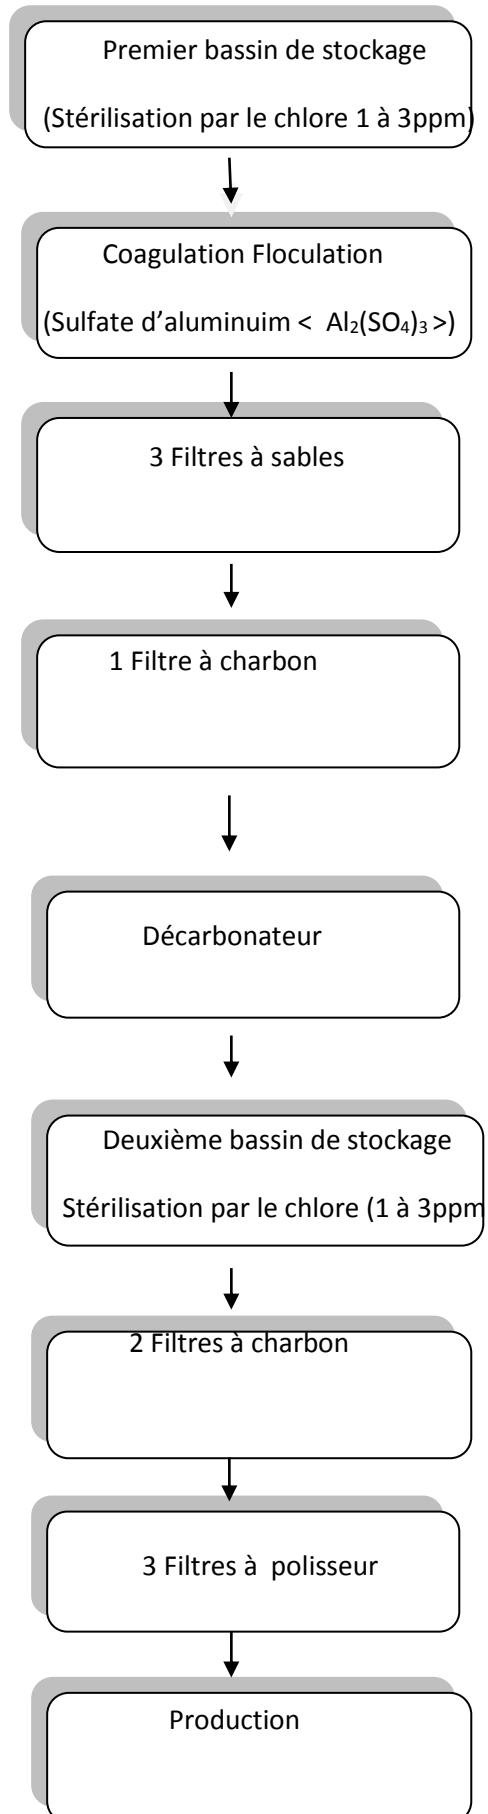 Premier bassin de stockage
(Stérilisation par le chlore 1 à 3ppm)
Coagulation Floculation
(Sulfate d’aluminuim < Al₂(SO₄)₃ >)
3 Filtres à sables
1 Filtre à charbon
Décarbonateur
Deuxième bassin de stockage
Stérilisation par le chlore (1 à 3ppm
2 Filtres à charbon
3 Filtres à polisseur
Production